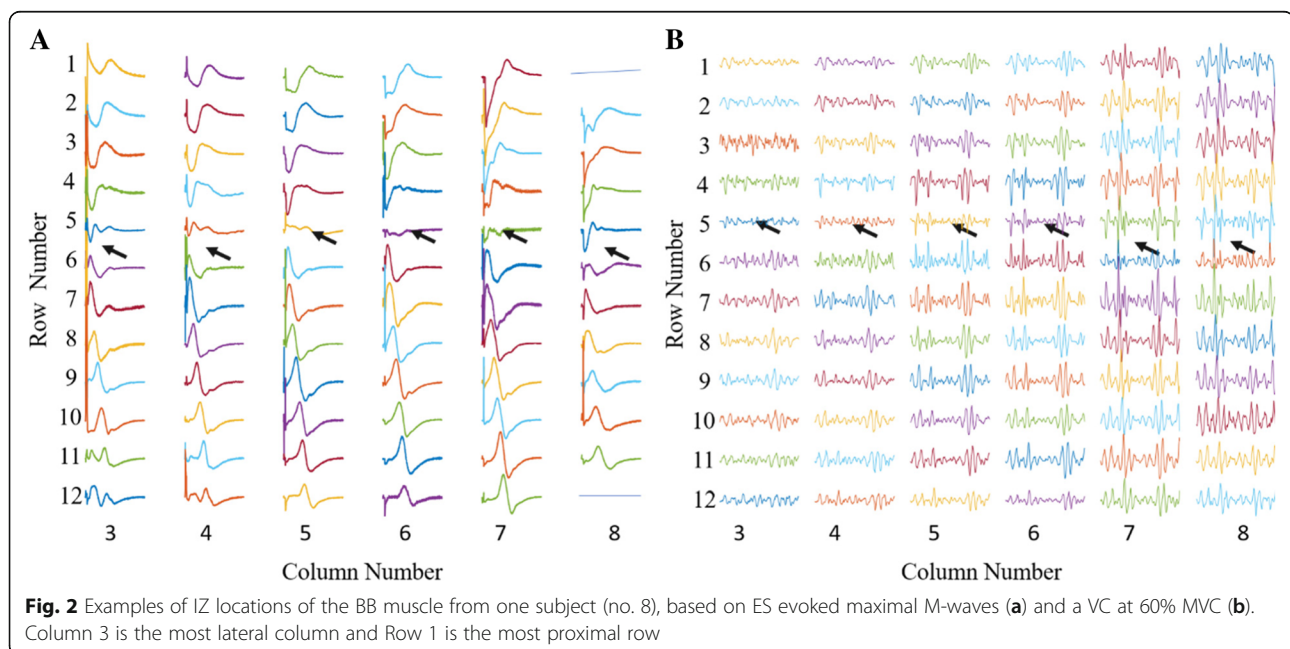 A
B
1
2
3
4
5
6
7
8
9
10
11
12
Row Number
3 4 5 6 7 8
Column Number
1
2
3
4
5
6
7
8
9
10
11
12
Row Number
3 4 5 6 7 8
Column Number
Fig. 2 Examples of IZ locations of the BB muscle from one subject (no. 8), based on ES evoked maximal M-waves (a) and a VC at 60% MVC (b).
Column 3 is the most lateral column and Row 1 is the most proximal row